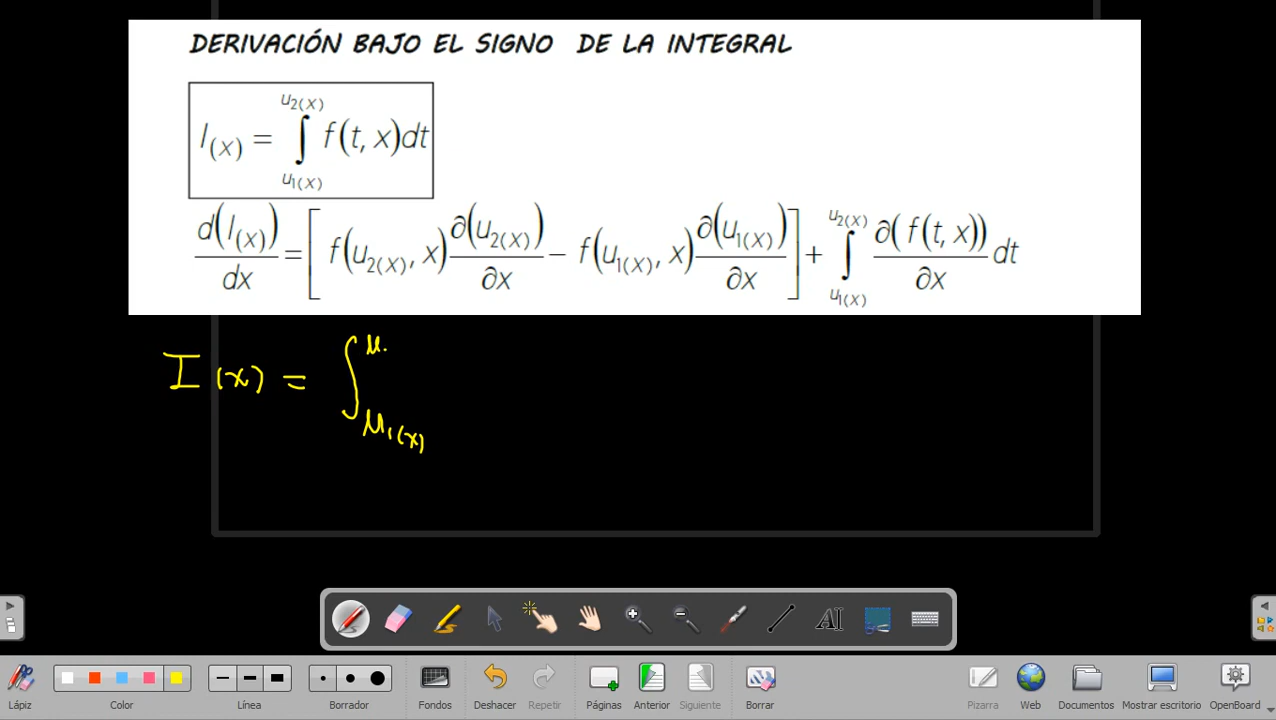 DERIVACIÓN BAJO EL SIGNO DE LA INTEGRAL
I(x) = ∫_{u1(x)}^{u2(x)} f(t, x)dt
d(I(x))/dx = [ f(u2(x), x) ∂(u2(x))/∂x − f(u1(x), x) ∂(u1(x))/∂x ] + ∫_{u1(x)}^{u2(x)} ∂( f(t, x))/∂x dt
I(x) = ∫_{μ1(x)}^{μ.}
Lápiz
Color
Línea
Borrador
Fondos
Deshacer
Repetir
Páginas
Anterior
Siguiente
Borrar
Pizarra
Web
Documentos
Mostrar escritorio
OpenBoard